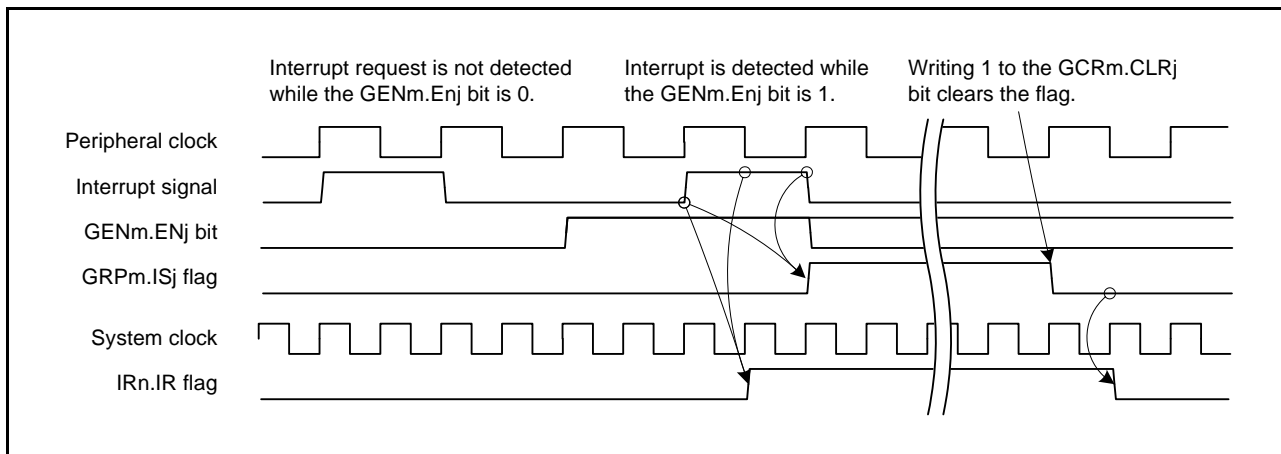 Interrupt request is not detected
while the GENm.Enj bit is 0.
Interrupt is detected while
the GENm.Enj bit is 1.
Writing 1 to the GCRm.CLRj
bit clears the flag.
Peripheral clock
Interrupt signal
GENm.ENj bit
GRPm.ISj flag
System clock
IRn.IR flag